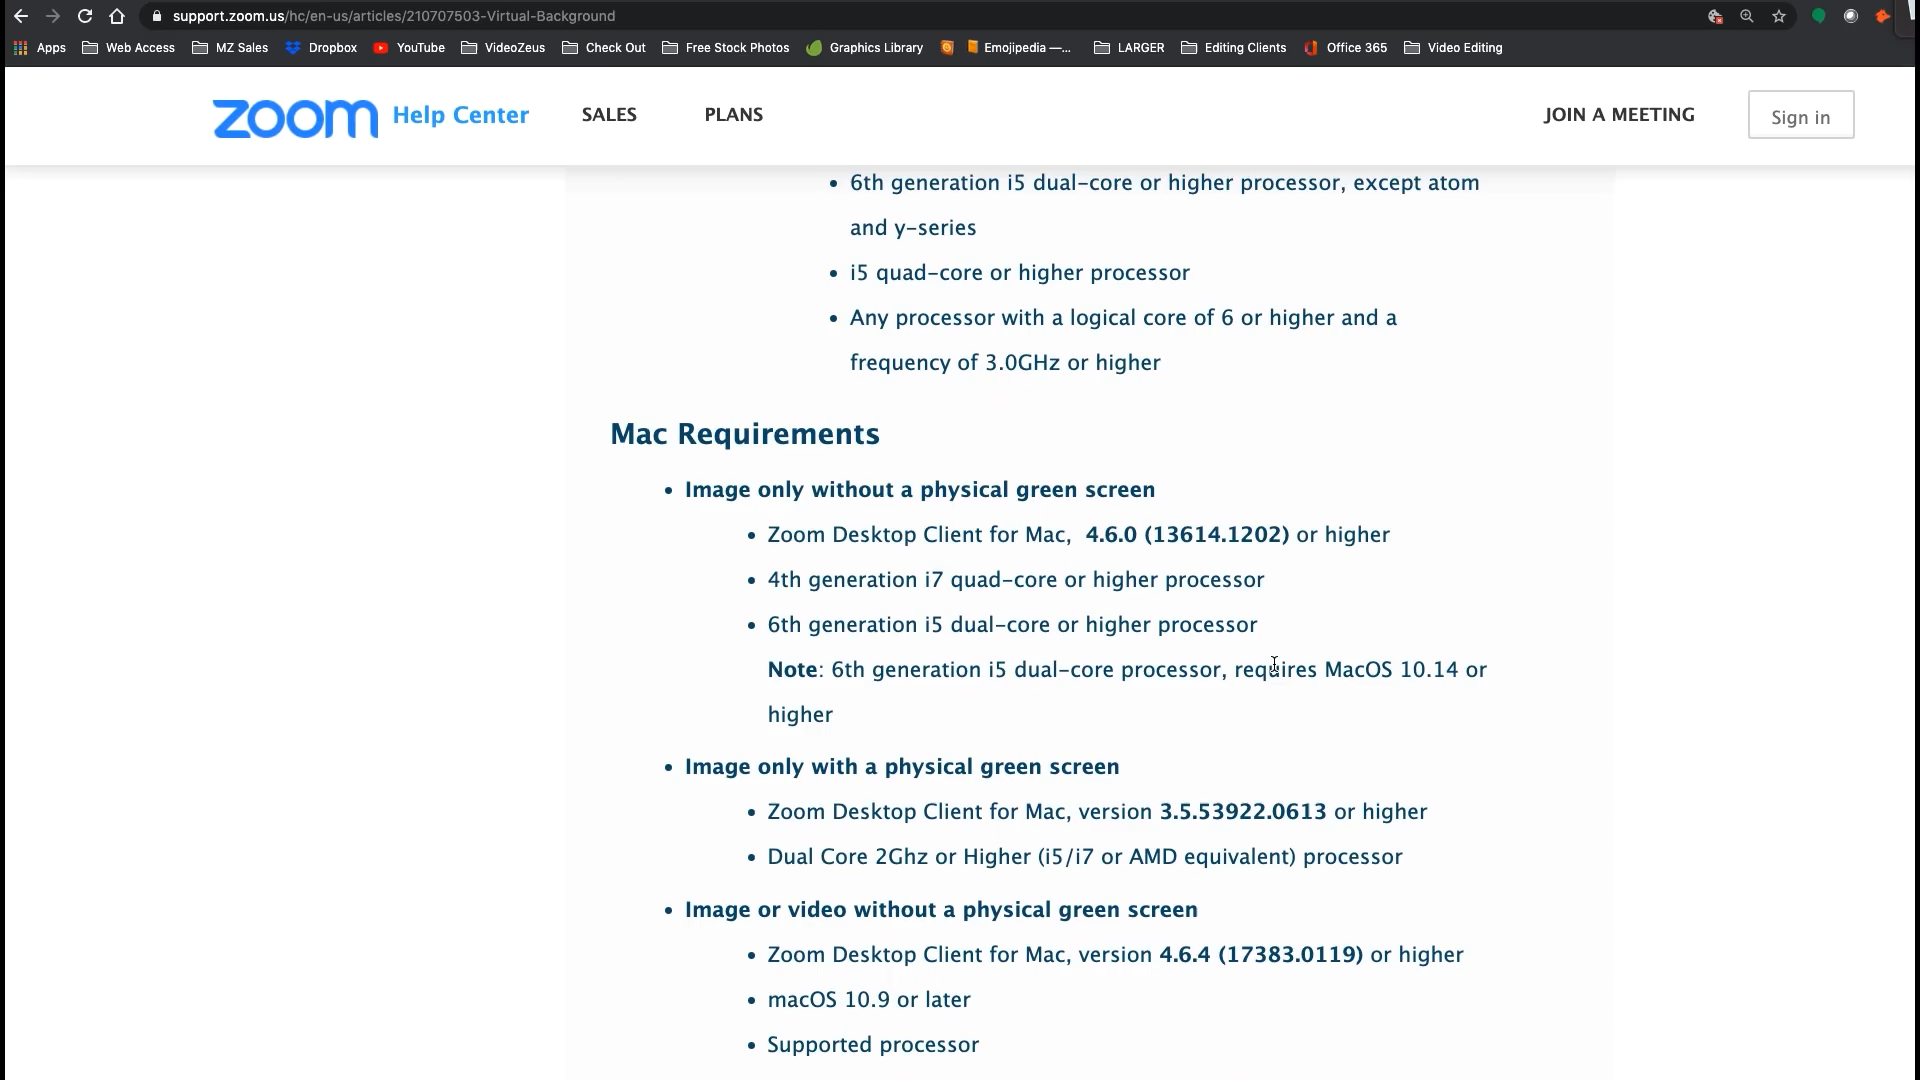 support.zoom.us/hc/en-us/articles/210707503-Virtual-Background
Apps Web Access MZ Sales Dropbox YouTube VideoZeus Check Out Free Stock Photos Graphics Library Emojipedia —... LARGER Editing Clients Office 365 Video Editing
zoom Help Center SALES PLANS JOIN A MEETING Sign in
• 6th generation i5 dual-core or higher processor, except atom
and y-series
• i5 quad-core or higher processor
• Any processor with a logical core of 6 or higher and a
frequency of 3.0GHz or higher
Mac Requirements
• Image only without a physical green screen
• Zoom Desktop Client for Mac, 4.6.0 (13614.1202) or higher
• 4th generation i7 quad-core or higher processor
• 6th generation i5 dual-core or higher processor
Note: 6th generation i5 dual-core processor, requires MacOS 10.14 or
higher
• Image only with a physical green screen
• Zoom Desktop Client for Mac, version 3.5.53922.0613 or higher
• Dual Core 2Ghz or Higher (i5/i7 or AMD equivalent) processor
• Image or video without a physical green screen
• Zoom Desktop Client for Mac, version 4.6.4 (17383.0119) or higher
• macOS 10.9 or later
• Supported processor